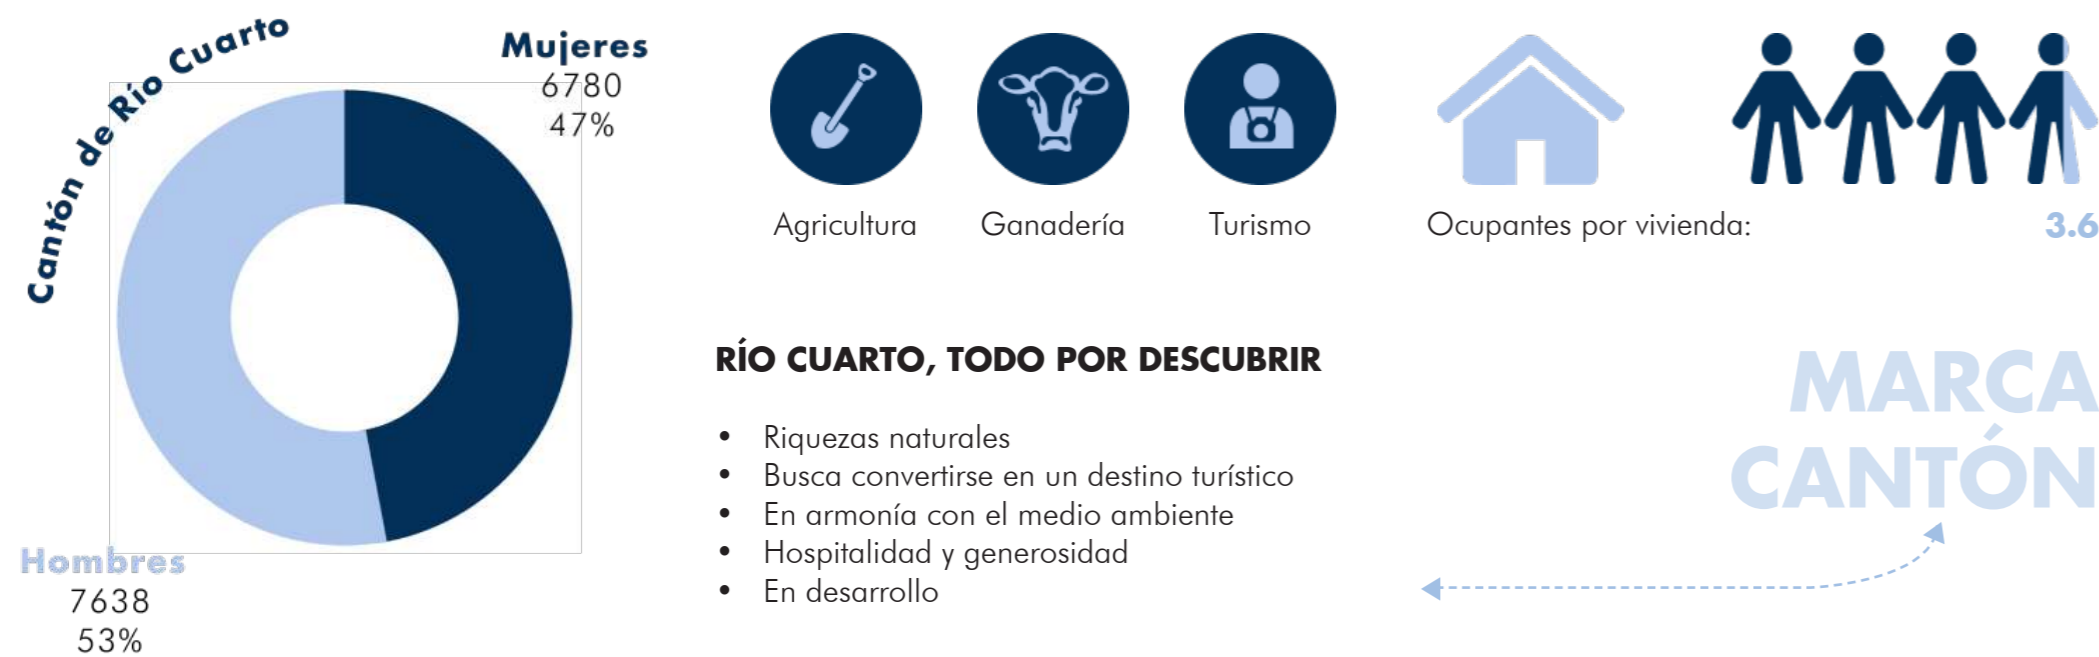 Cantón de Río Cuarto
Mujeres
6780
47%
Hombres
7638
53%
Agricultura
Ganadería
Turismo
Ocupantes por vivienda: 3.6
RÍO CUARTO, TODO POR DESCUBRIR
• Riquezas naturales
• Busca convertirse en un destino turístico
• En armonía con el medio ambiente
• Hospitalidad y generosidad
• En desarrollo
MARCA
CANTÓN